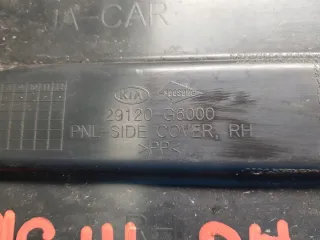 IA-CAR
KIA
29120-G6000
PNL-SIDE COVER, RH
>PP<